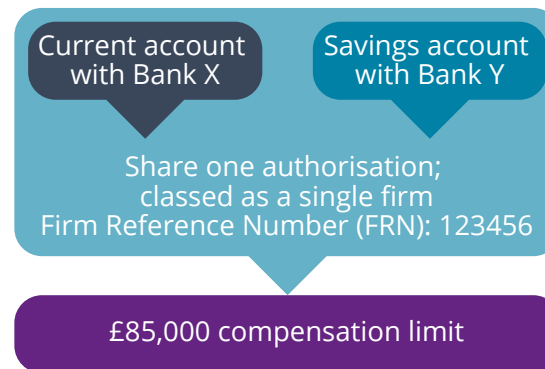 Current account
with Bank X
Savings account
with Bank Y
Share one authorisation;
classed as a single firm
Firm Reference Number (FRN): 123456
£85,000 compensation limit